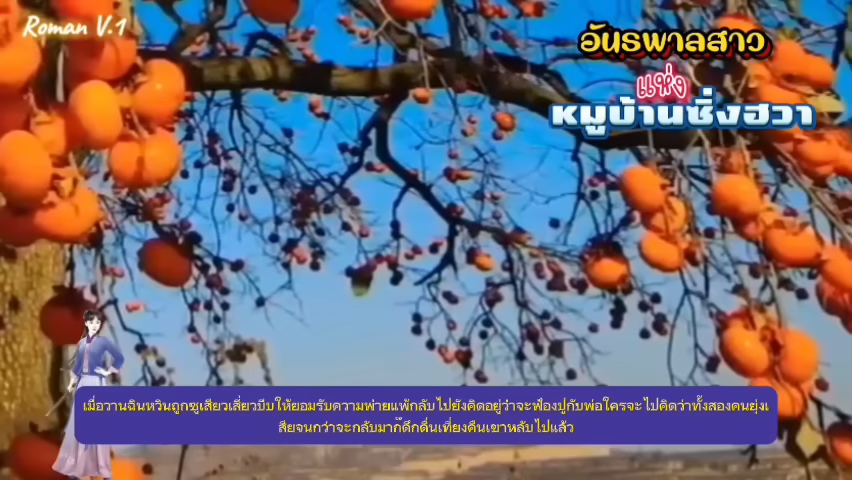 Roman V.1
อันธพาลสาว
แห่ง
หมู่บ้านซิ่งฮวา
เมื่อวานฉินหวินถูกซูเสียวเสี่ยวบีบให้ยอมรับความพ่ายแพ้กลับไปยังคิดอยู่ว่าจะฟ้องปู่กับพ่อใครจะไปคิดว่าทั้งสองคนยุ่งเ
สียจนกว่าจะกลับมาก็ดึกดื่นเที่ยงคืนเขาหลับไปแล้ว